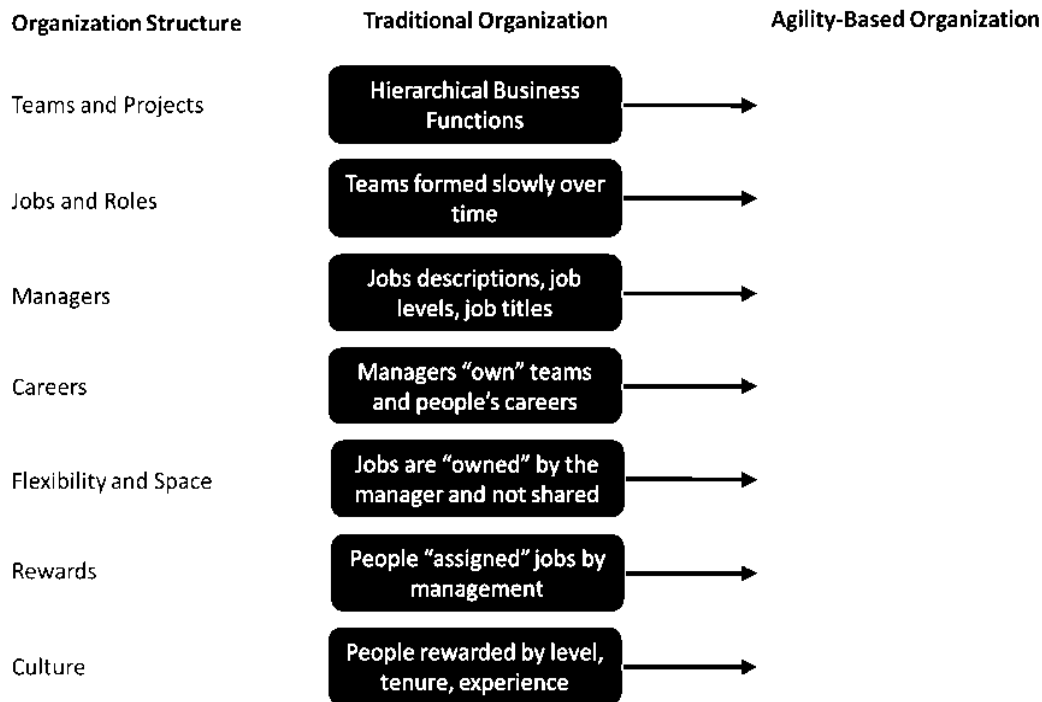 Organization Structure
Traditional Organization
Agility-Based Organization
Teams and Projects
Hierarchical Business
Functions
Jobs and Roles
Teams formed slowly over
time
Managers
Jobs descriptions, job
levels, job titles
Careers
Managers “own” teams
and people’s careers
Flexibility and Space
Jobs are “owned” by the
manager and not shared
Rewards
People “assigned” jobs by
management
Culture
People rewarded by level,
tenure, experience